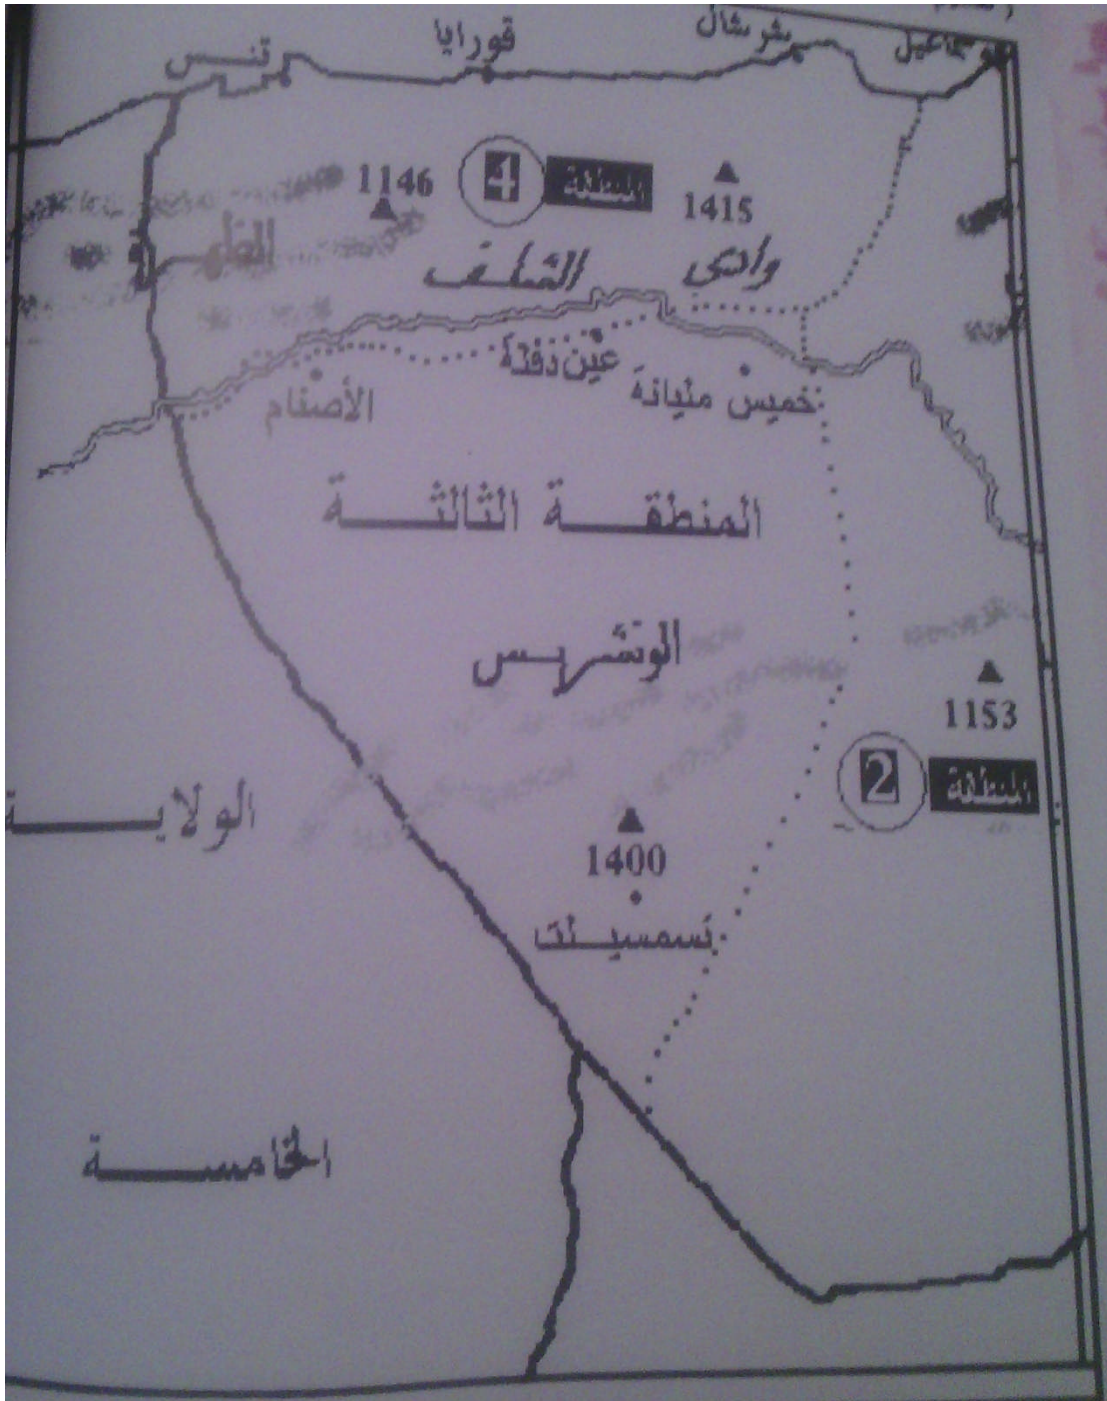 تنس
قورايا
شرشال
1146
4
المنطقة
1415
وادي
الشلف
عين دفلة
خميس مليانة
الأصنام
المنطقة الثالثة
الونشريس
1153
2
المنطقة
الولاية
1400
تسمسيلت
الخامسة